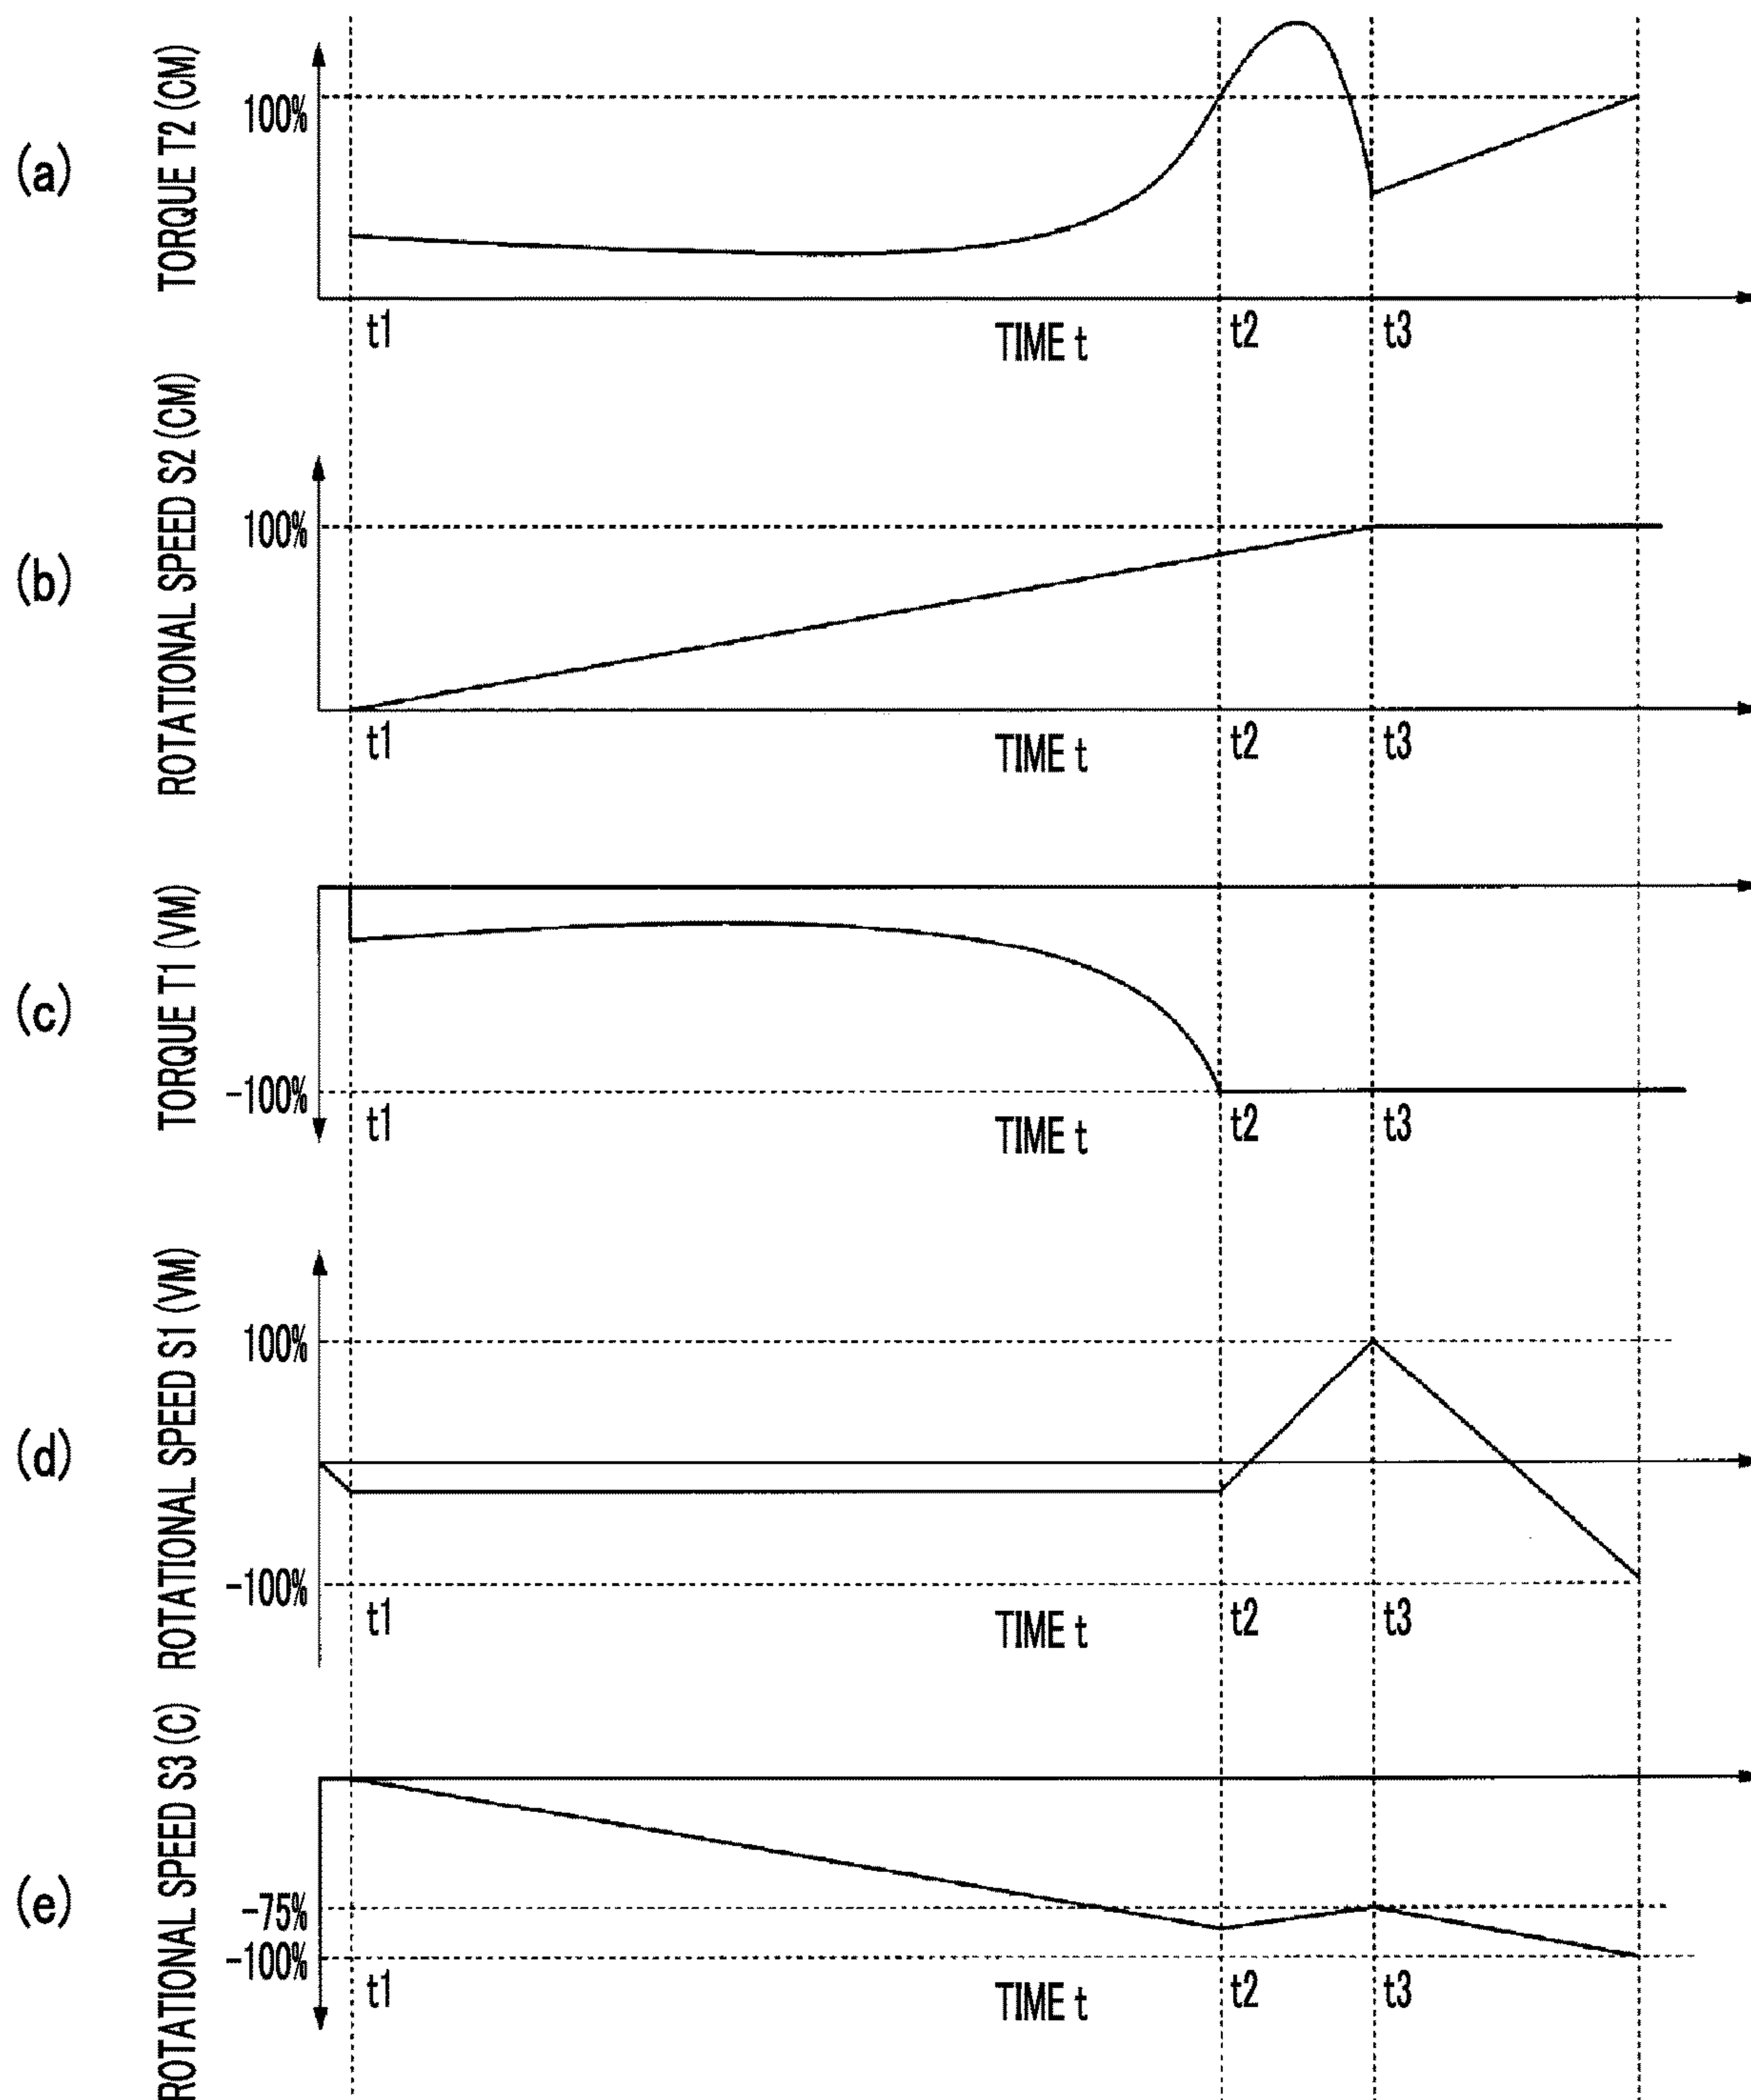 (a)
TORQUE T2 (CM)
100%
t1
TIME t
t2
t3
(b)
ROTATIONAL SPEED S2 (CM)
100%
t1
TIME t
t2
t3
(c)
TORQUE T1 (VM)
-100%
t1
TIME t
t2
t3
(d)
ROTATIONAL SPEED S1 (VM)
100%
-100%
t1
TIME t
t2
t3
(e)
ROTATIONAL SPEED S3 (C)
-75%
-100%
t1
TIME t
t2
t3